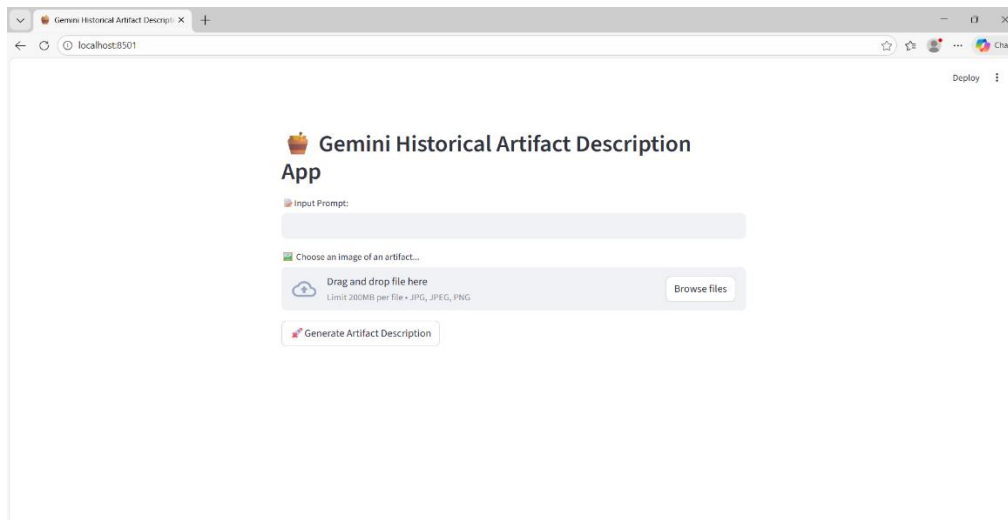 Gemini Historical Artifact Descripti
localhost:8501
Cha
Deploy
Gemini Historical Artifact Description
App
Input Prompt:
Choose an image of an artifact...
Drag and drop file here
Limit 200MB per file • JPG, JPEG, PNG
Browse files
Generate Artifact Description